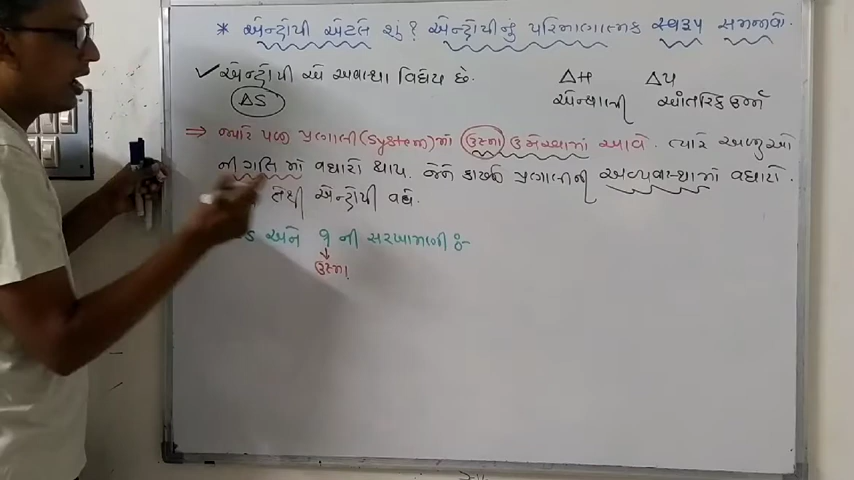 * એન્ટ્રોપી એટલે શું? એન્ટ્રોપીનું પરિમાણાત્મક સ્વરૂપ સમજાવો.
✓ એન્ટ્રોપી એ અવસ્થા વિધેય છે. ΔH ΔU
ΔS એન્થાલ્પી આંતરિક ઉર્જા
⇒ જ્યારે પણ પ્રણાલી (system)માં ઉષ્મા ઉમેરવામાં આવે. ત્યારે અણુઓ
ની ગતિ માં વધારો થાય. જેને કારણે પ્રણાલીની અવ્યવસ્થામાં વધારો.
તેથી એન્ટ્રોપી વધે.
S અને q ની સરખામણી :-
↓
ઉષ્મા